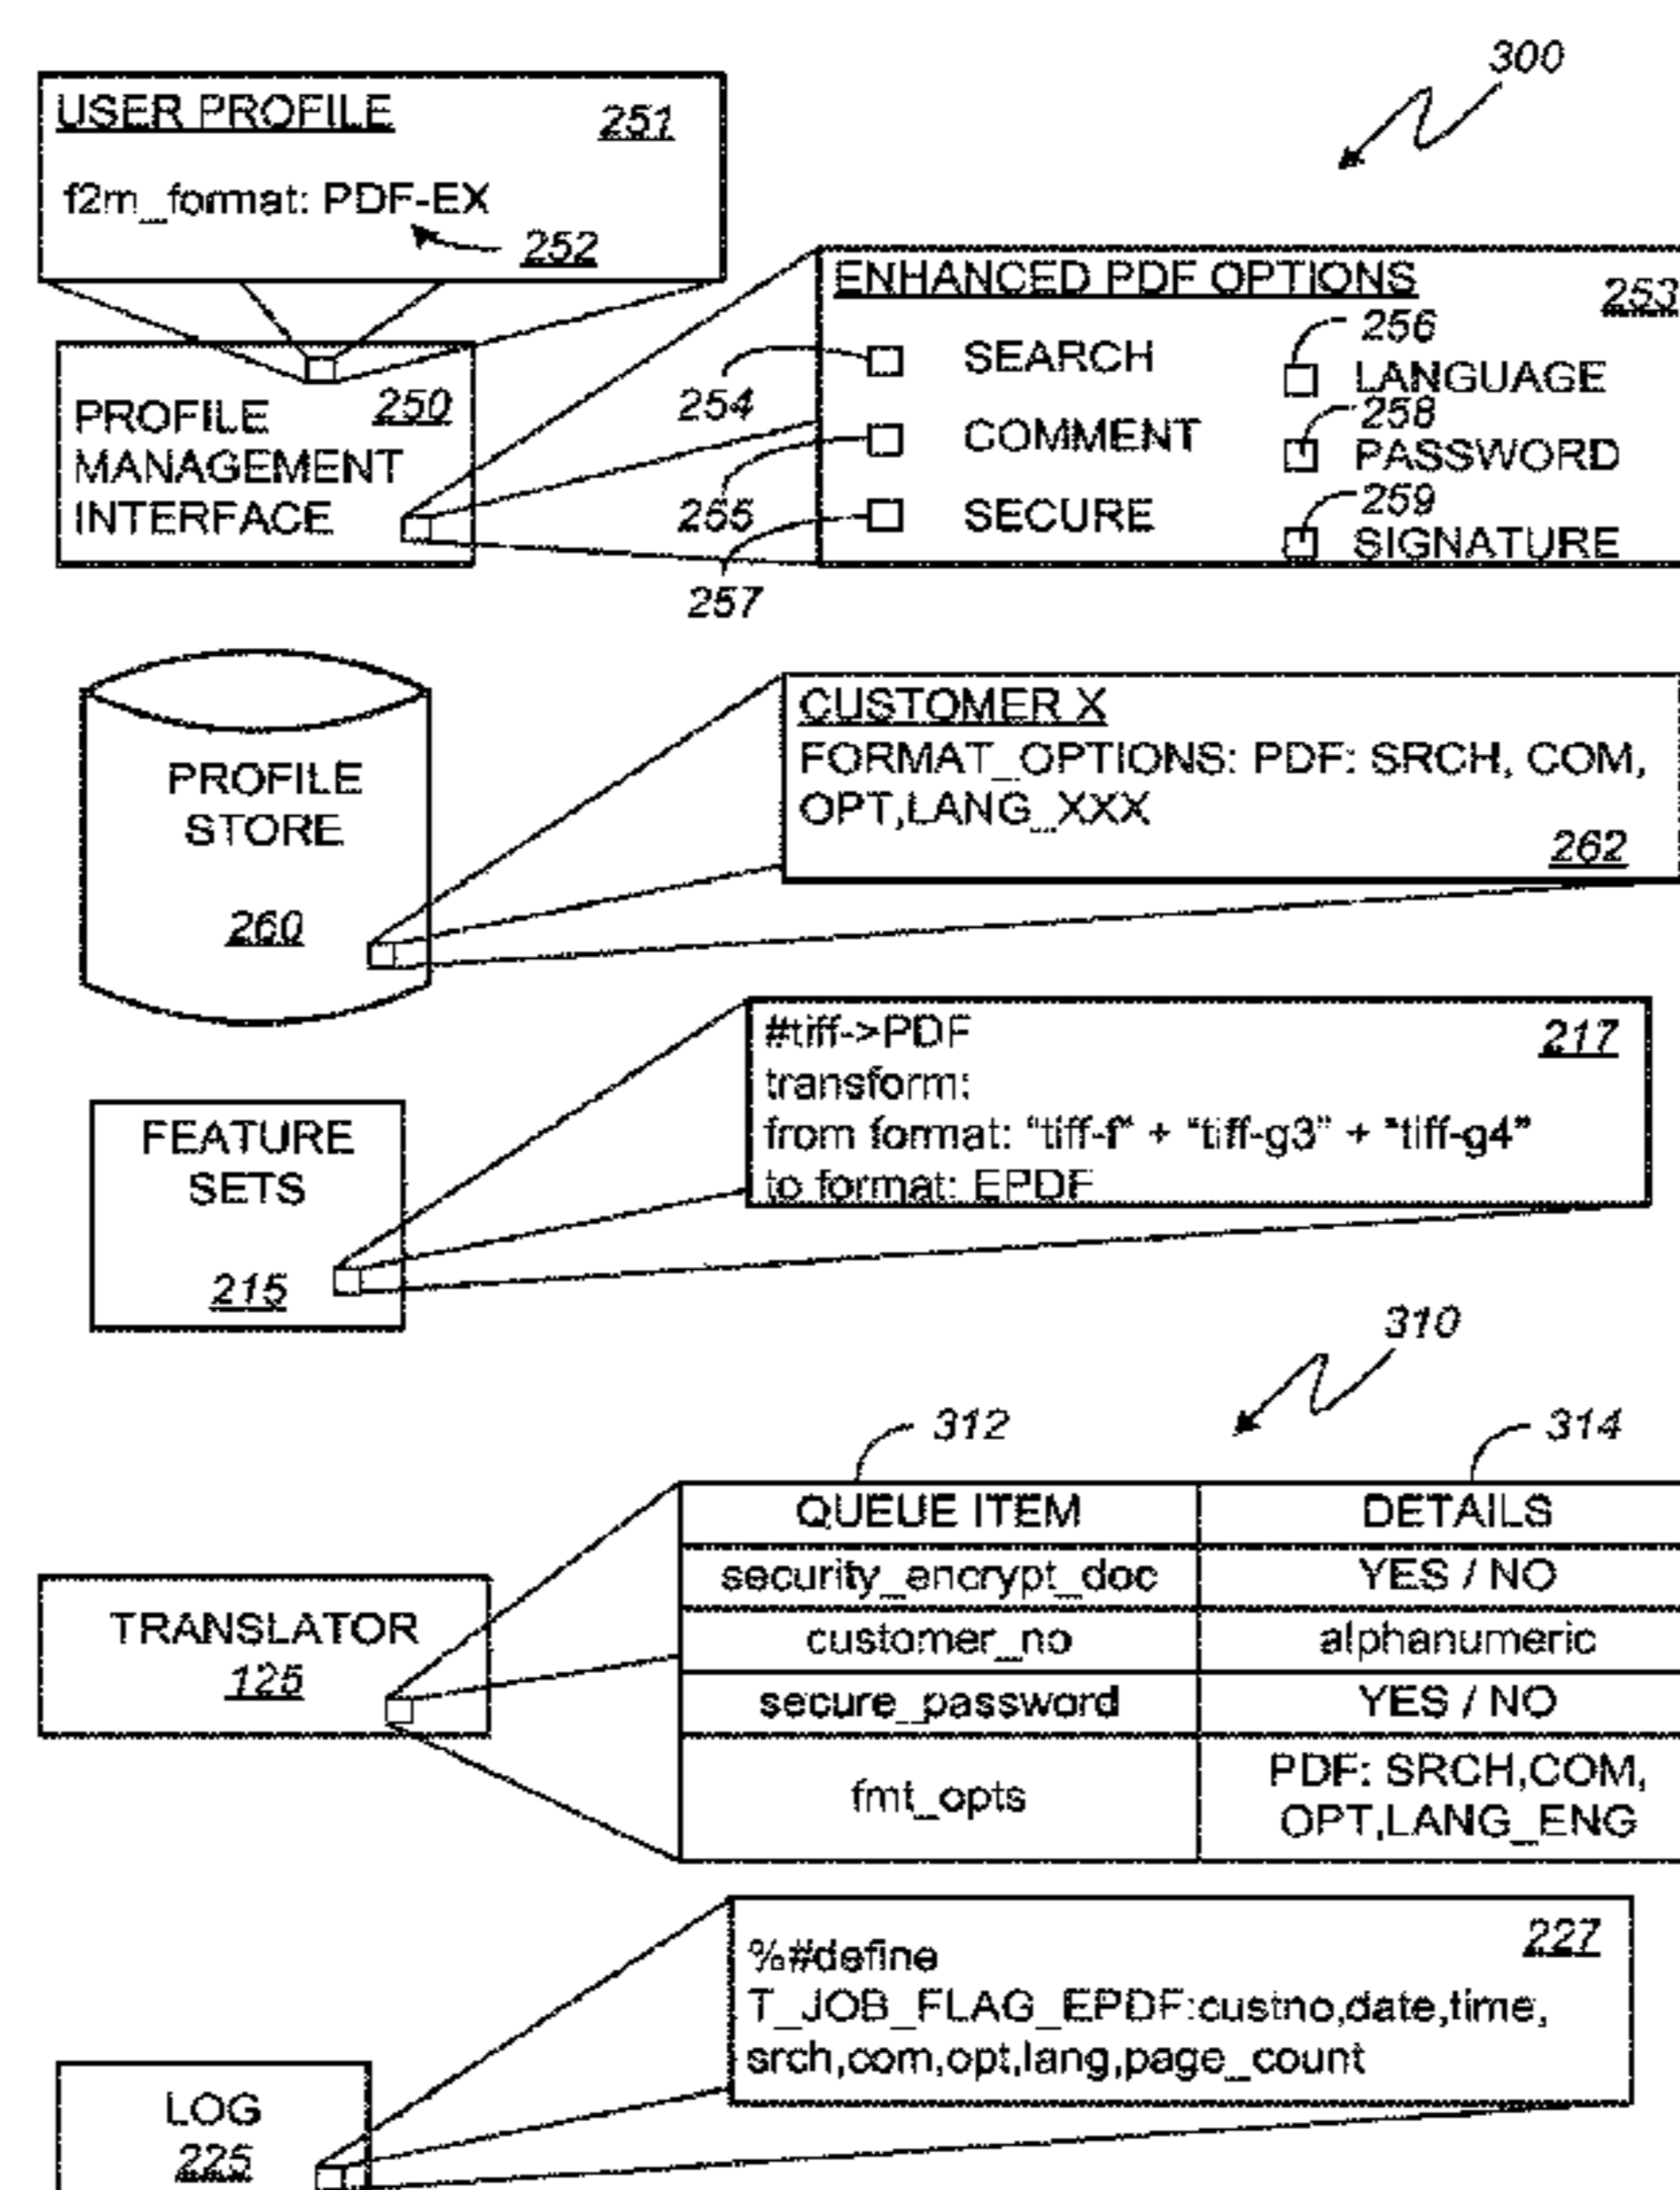 300
USER PROFILE 251
f2m_format: PDF-EX
252
ENHANCED PDF OPTIONS 253
256
SEARCH LANGUAGE
254
258
COMMENT PASSWORD
255
259
SECURE SIGNATURE
257
PROFILE 250
MANAGEMENT
INTERFACE
PROFILE
STORE
260
CUSTOMER X
FORMAT_OPTIONS: PDF: SRCH, COM,
OPT,LANG_XXX
262
FEATURE
SETS
215
#tiff->PDF 217
transform:
from format: "tiff-f" + "tiff-g3" + "tiff-g4"
to format: EPDF
310
312 314
TRANSLATOR
125
QUEUE ITEM DETAILS
security_encrypt_doc YES / NO
customer_no alphanumeric
secure_password YES / NO
fmt_opts PDF: SRCH,COM,
OPT,LANG_ENG
227
%#define
T_JOB_FLAG_EPDF:custno,date,time,
srch,com,opt,lang,page_count
LOG
225